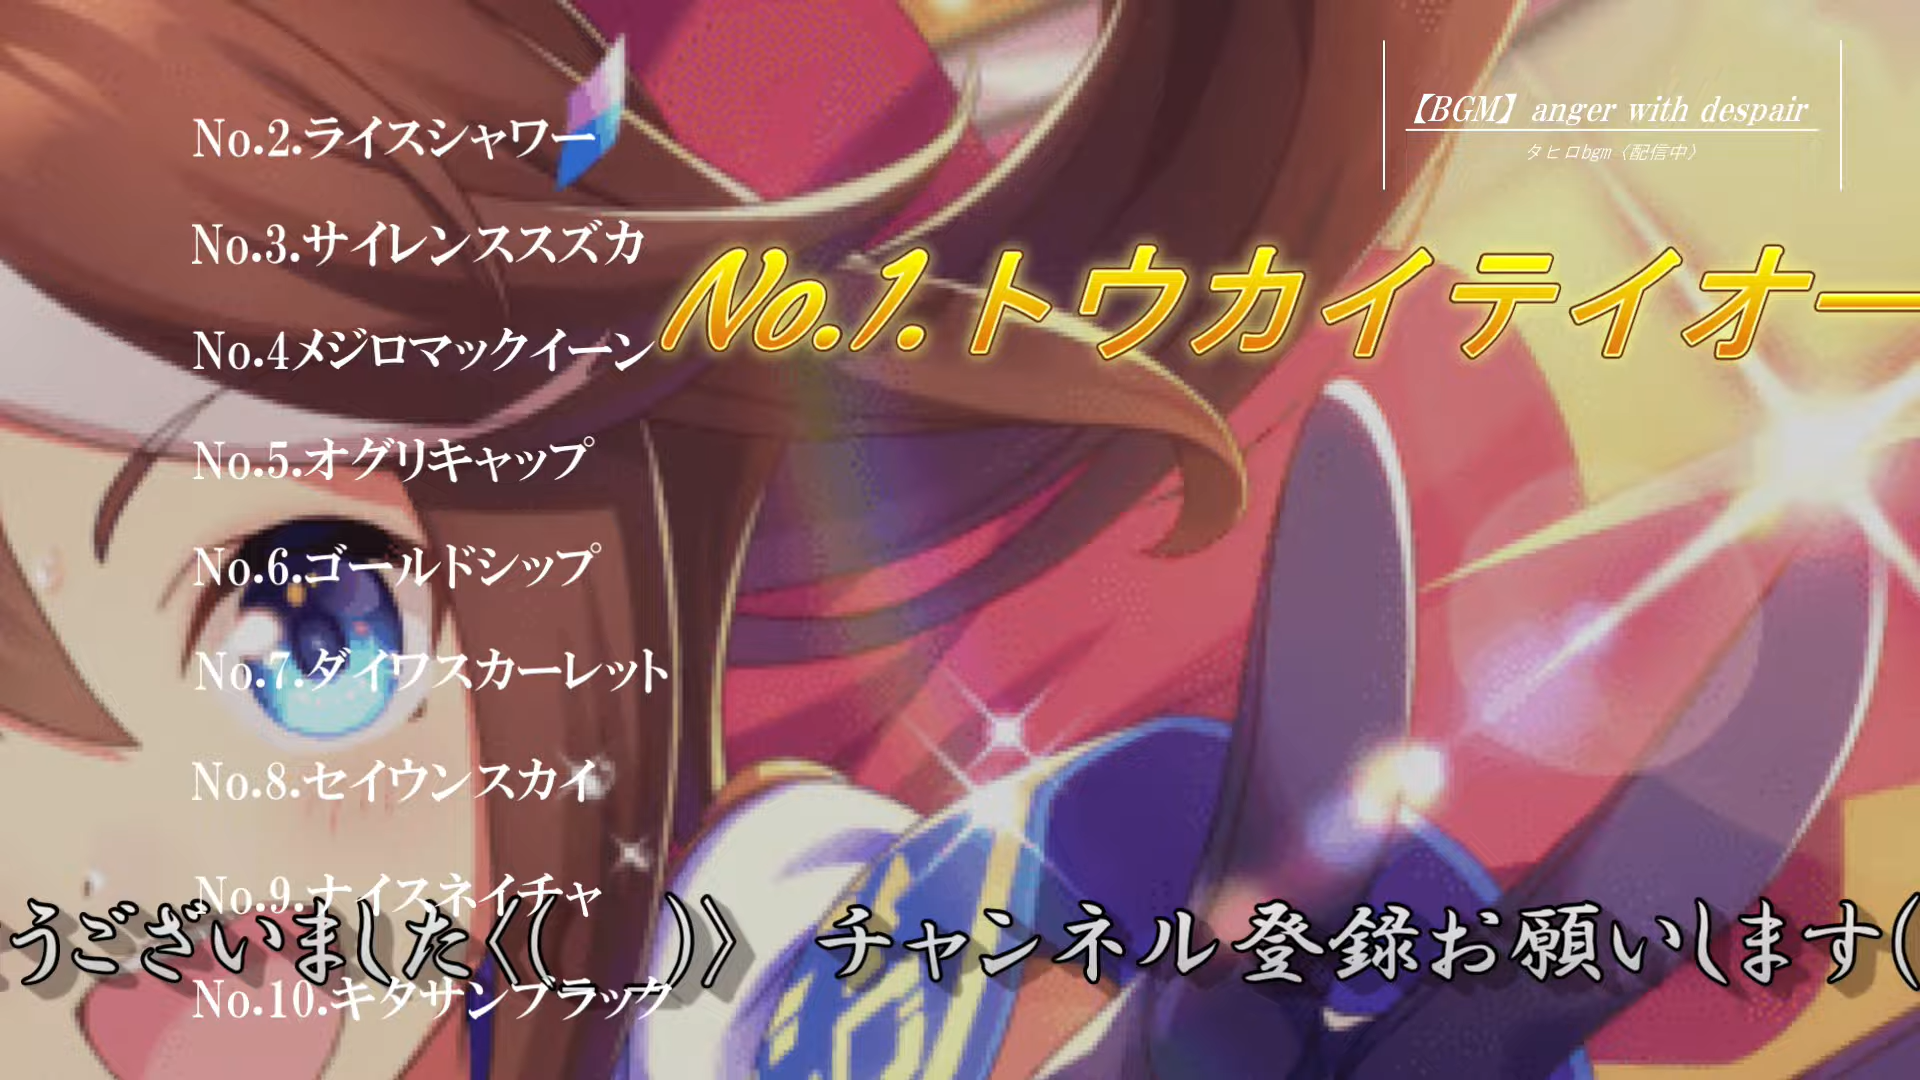 【BGM】anger with despair
タヒロbgm〈配信中〉
No.1.トウカイテイオー
No.2.ライスシャワー
No.3.サイレンススズカ
No.4メジロマックイーン
No.5.オグリキャップ
No.6.ゴールドシップ
No.7.ダイワスカーレット
No.8.セイウンスカイ
No.9.ナイスネイチャ
No.10.キタサンブラック
うございました〈(_ _)〉 チャンネル登録お願いします(